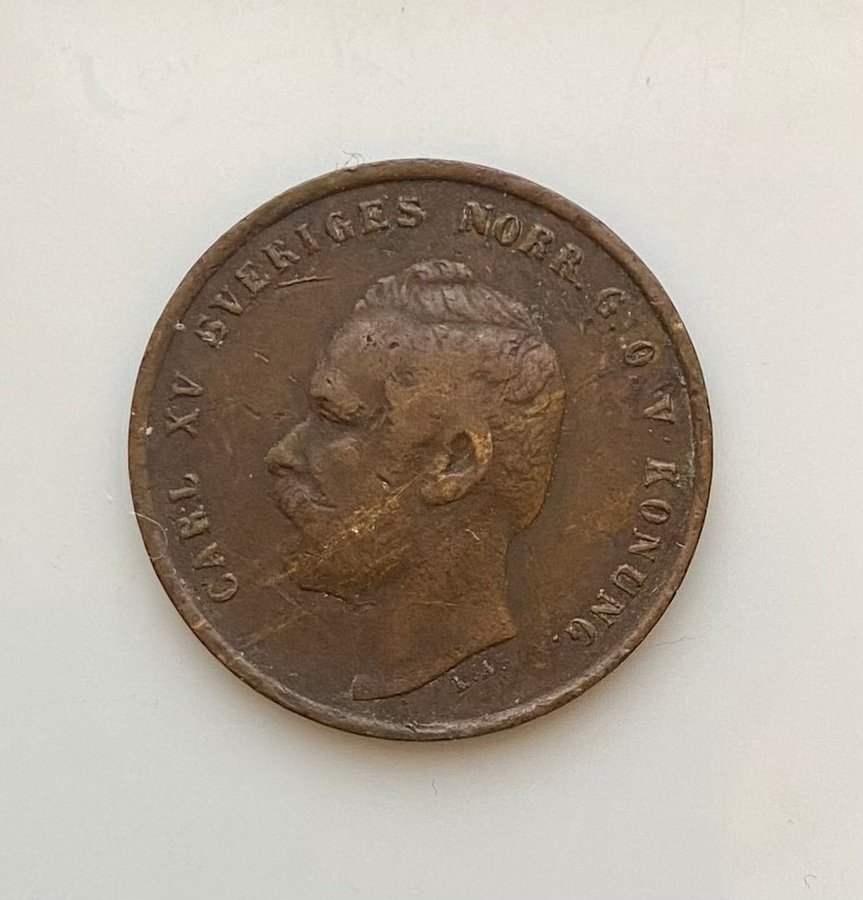 CARL XV SVERIGES NORR. G. O. V. KONUNG.
L. A.